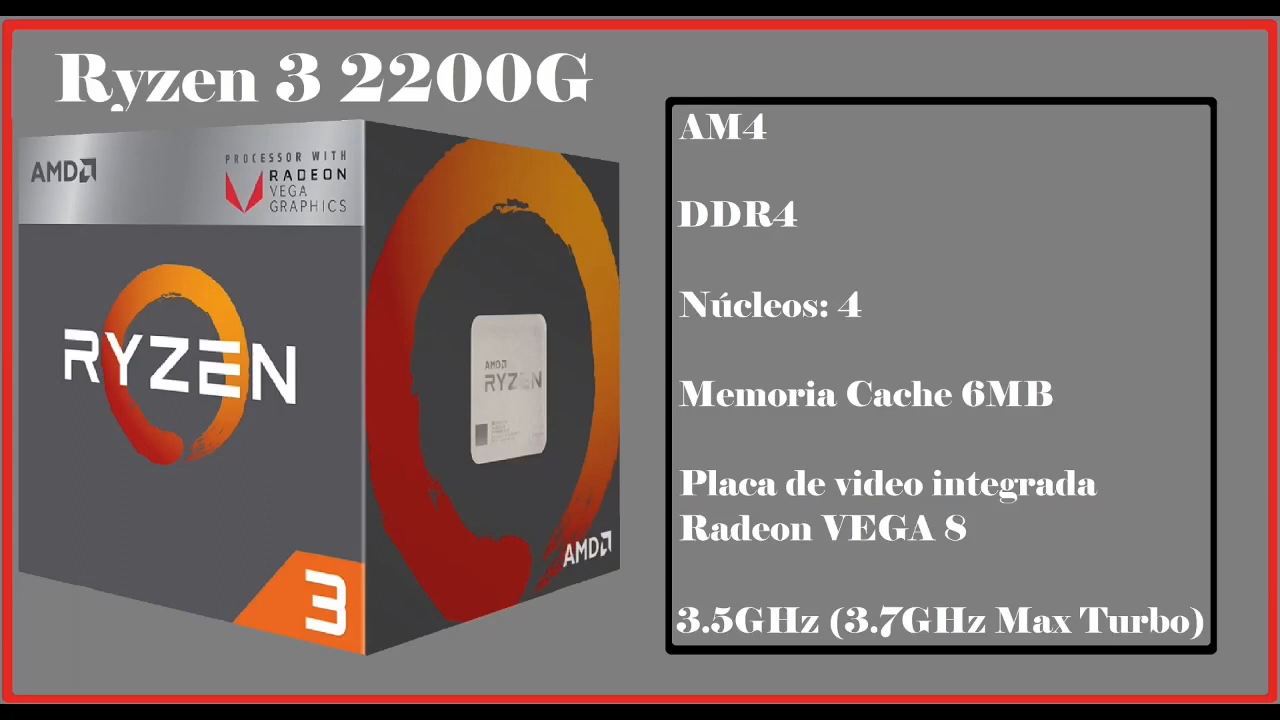 Ryzen 3 2200G
AMD
PROCESSOR WITH
RADEON
VEGA
GRAPHICS
RYZEN
3
AMD
RYZEN
AMD
AM4
DDR4
Núcleos: 4
Memoria Cache 6MB
Placa de video integrada
Radeon VEGA 8
3.5GHz (3.7GHz Max Turbo)